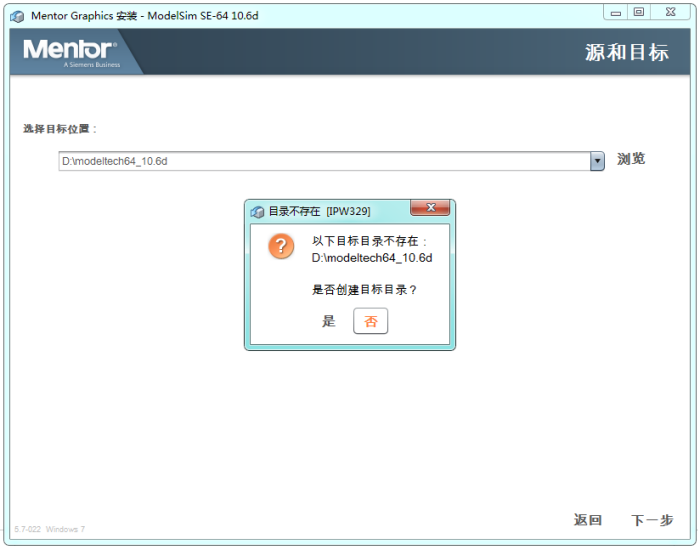 Mentor Graphics 安装 - ModelSim SE-64 10.6d
Mentor®
A Siemens Business
源和目标
选择目标位置：
D:\modeltech64_10.6d
浏览
目录不存在 [IPW329]
以下目标目录不存在：
D:\modeltech64_10.6d
是否创建目标目录？
是 否
返回 下一步
5.7-022 Windows 7